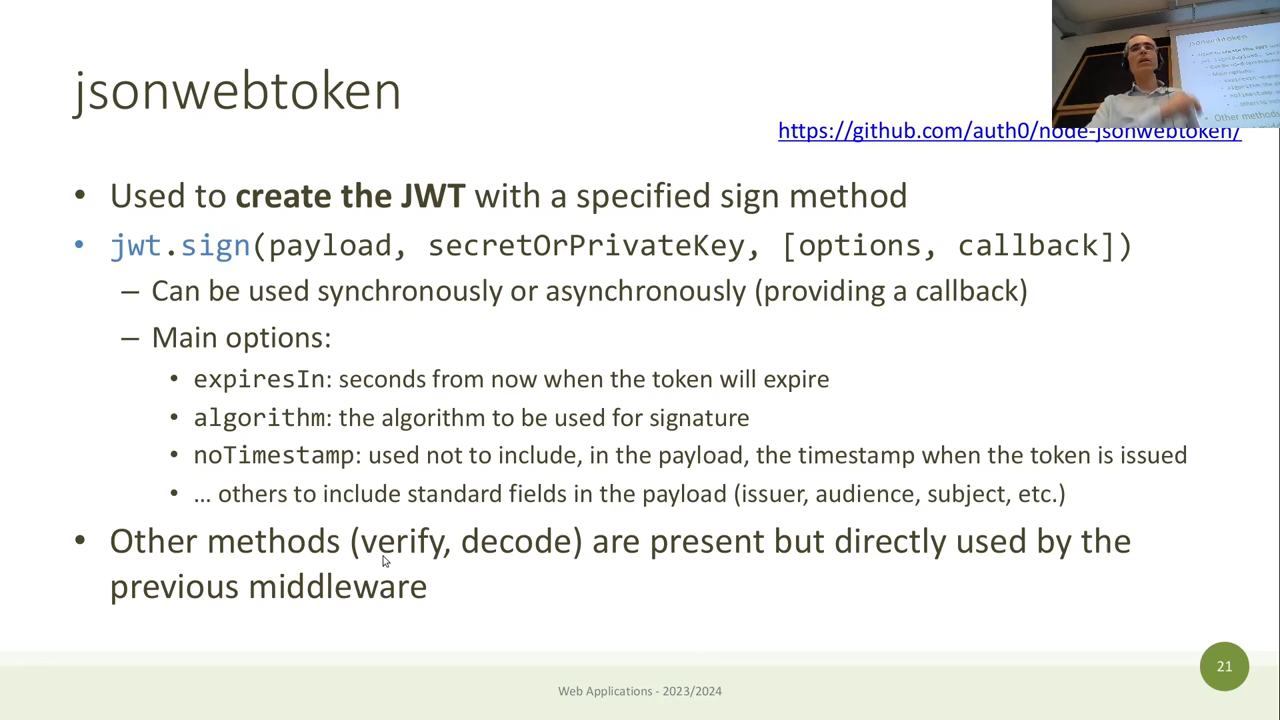 jsonwebtoken
https://github.com/auth0/node-jsonwebtoken/
• Used to create the JWT with a specified sign method
• jwt.sign(payload, secretOrPrivateKey, [options, callback])
– Can be used synchronously or asynchronously (providing a callback)
– Main options:
• expiresIn: seconds from now when the token will expire
• algorithm: the algorithm to be used for signature
• noTimestamp: used not to include, in the payload, the timestamp when the token is issued
• … others to include standard fields in the payload (issuer, audience, subject, etc.)
• Other methods (verify, decode) are present but directly used by the
previous middleware
21
Web Applications - 2023/2024